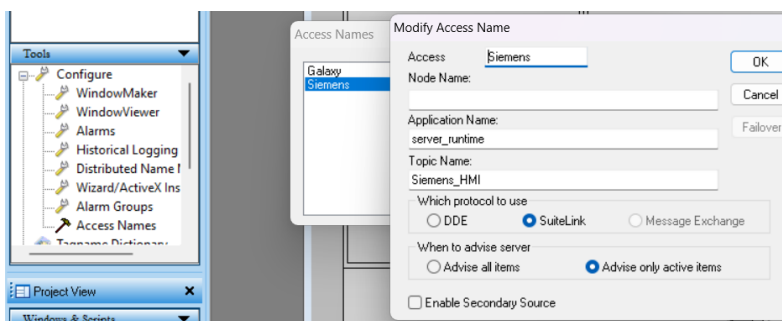 Tools
Configure
WindowMaker
WindowViewer
Alarms
Historical Logging
Distributed Name
Wizard/ActiveX Ins
Alarm Groups
Access Names
Tagname Dictionary
Project View
Windows & Scripts
Access Names
Galaxy
Siemens
Modify Access Name
Access
Siemens
Node Name:
Application Name:
server_runtime
Topic Name:
Siemens_HMI
Which protocol to use
DDE
SuiteLink
Message Exchange
When to advise server
Advise all items
Advise only active items
Enable Secondary Source
OK
Cancel
Failover